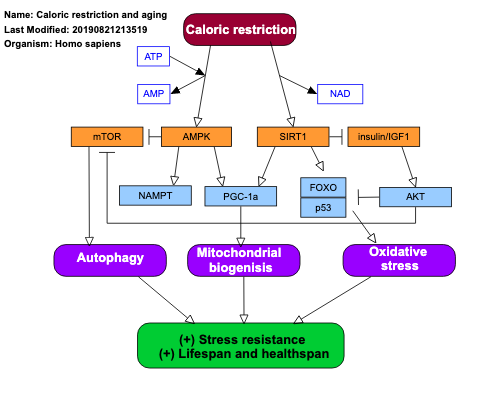 Name: Caloric restriction and aging
Last Modified: 20190821213519
Organism: Homo sapiens
Caloric restriction
ATP
AMP
NAD
mTOR
AMPK
SIRT1
insulin/IGF1
NAMPT
PGC-1a
FOXO
p53
AKT
Autophagy
Mitochondrial
biogenisis
Oxidative
stress
(+) Stress resistance
(+) Lifespan and healthspan